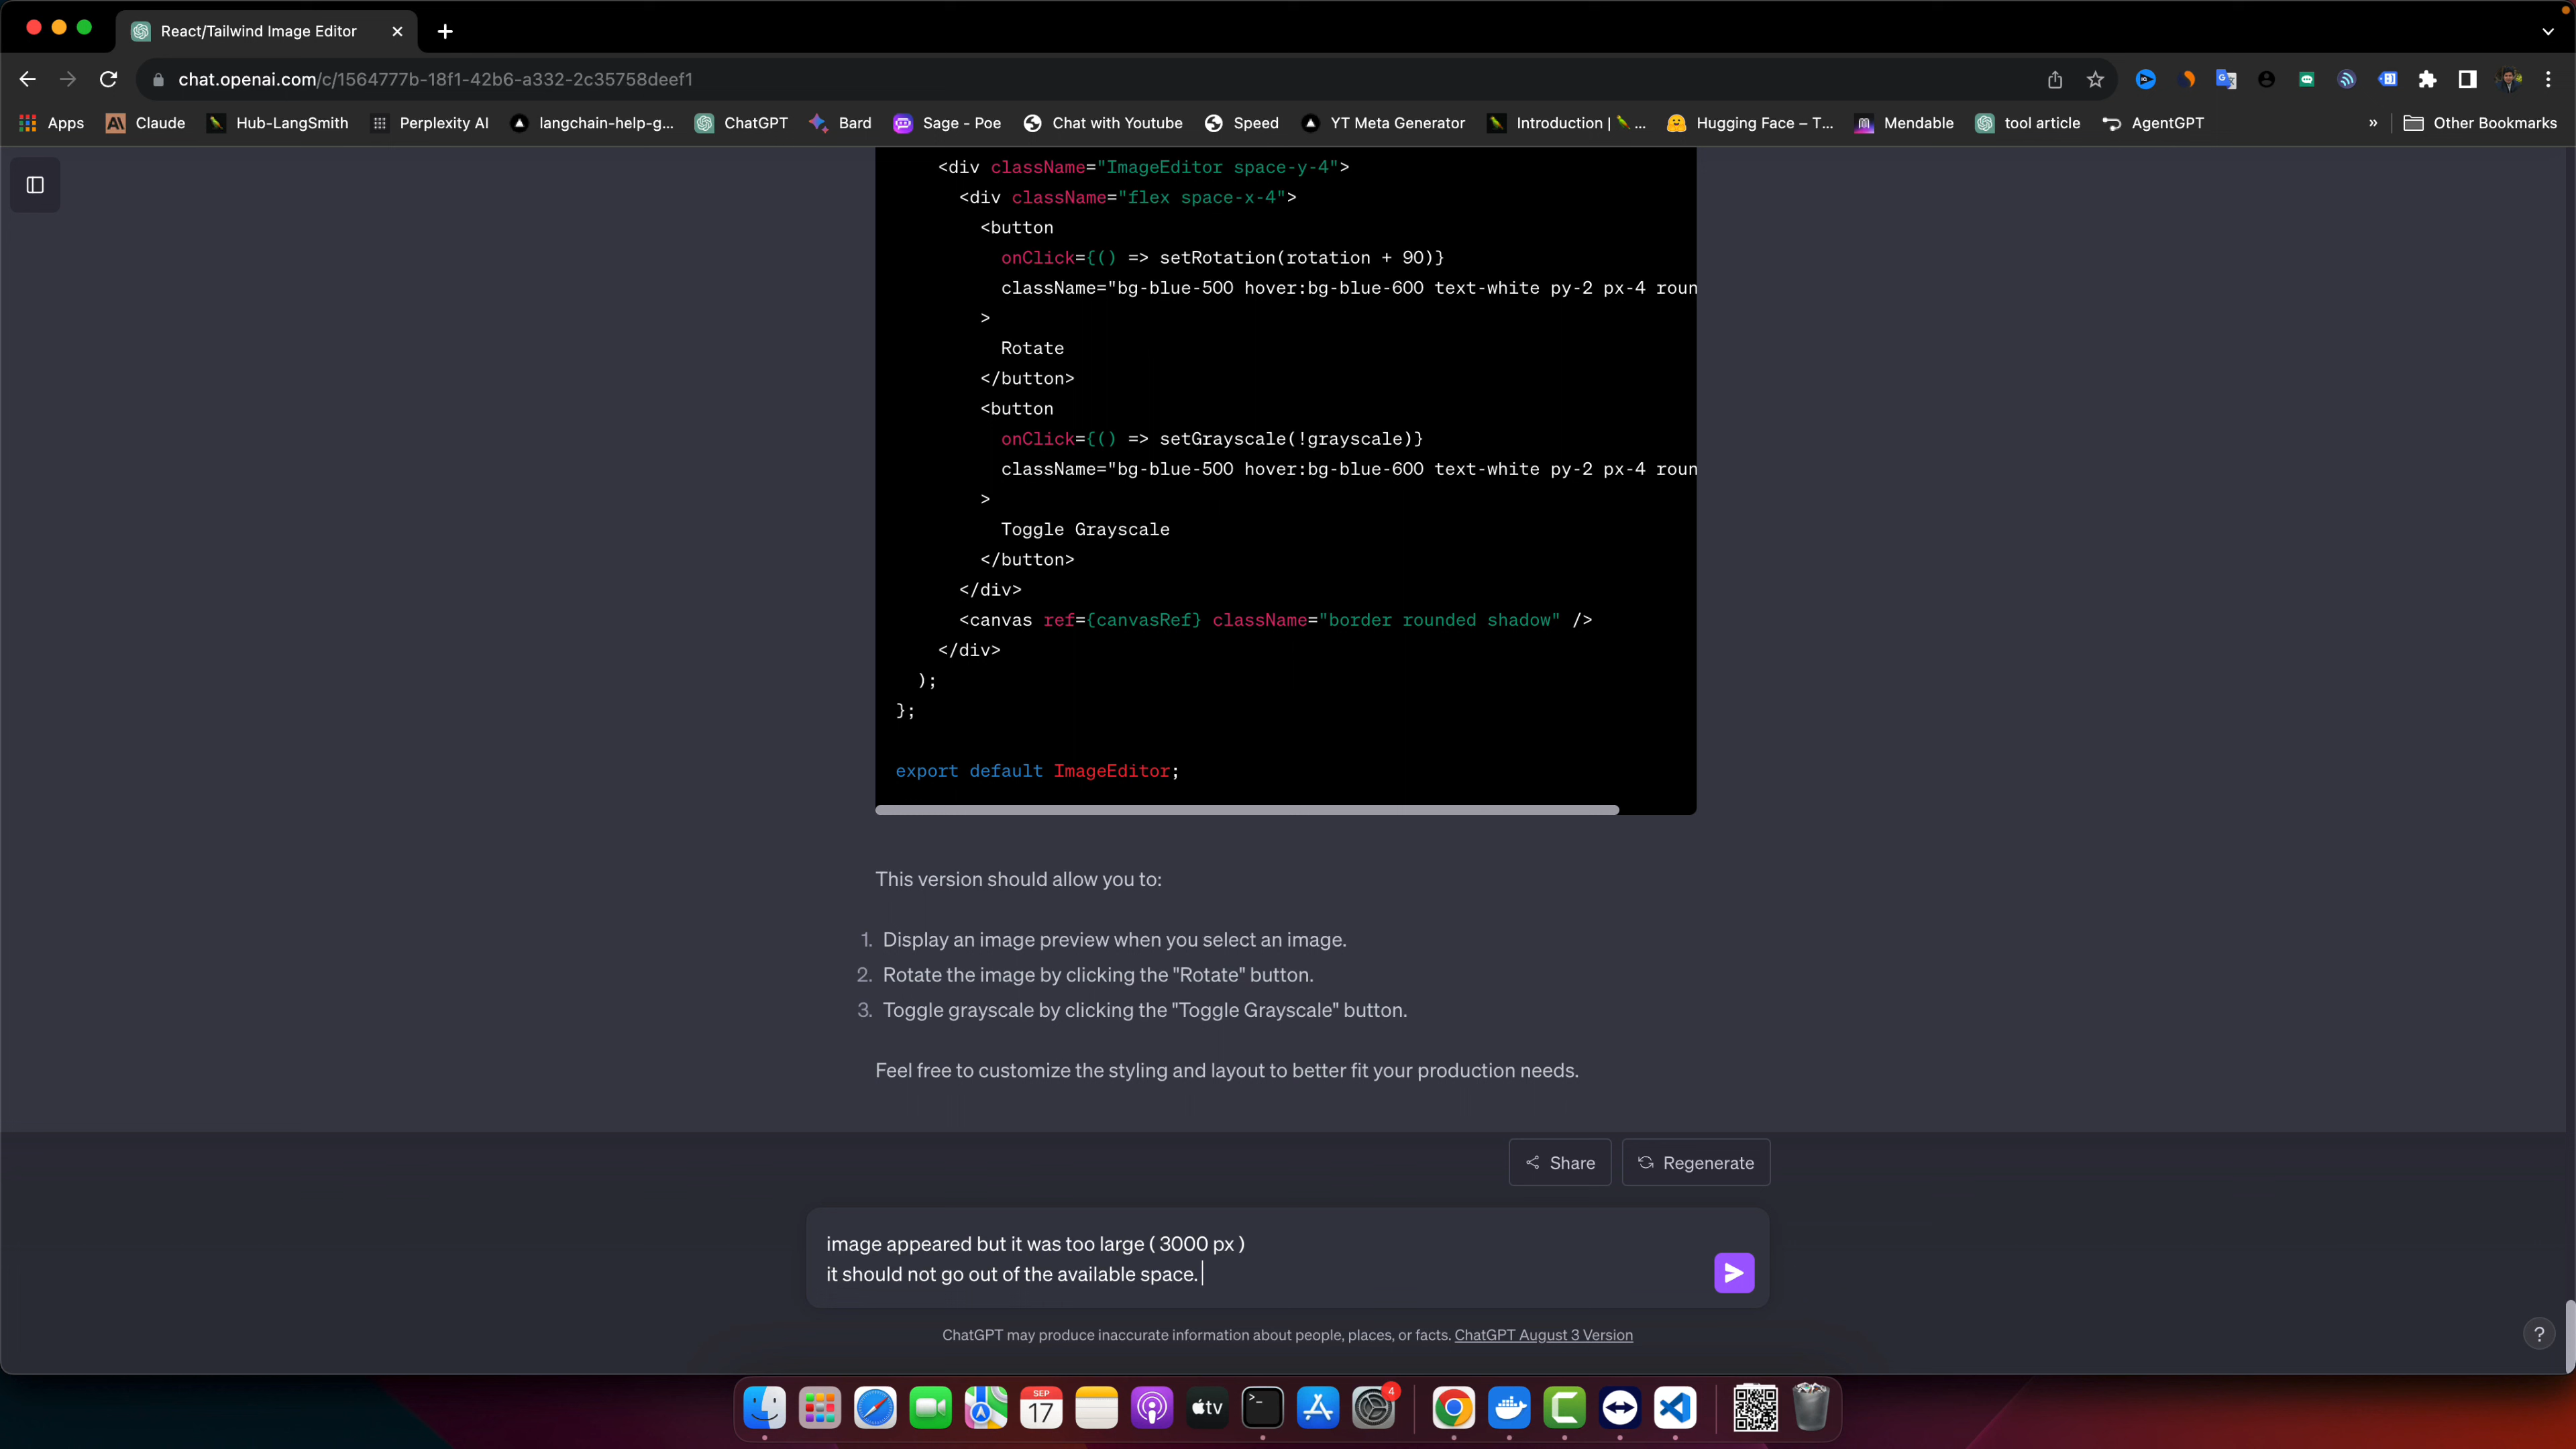 React/Tailwind Image Editor
chat.openai.com/c/1564777b-18f1-42b6-a332-2c35758deef1
Apps Claude Hub-LangSmith Perplexity AI langchain-help-g... ChatGPT Bard Sage - Poe Chat with Youtube Speed YT Meta Generator Introduction | ... Hugging Face – T... Mendable tool article AgentGPT » Other Bookmarks
<div className="ImageEditor space-y-4">
<div className="flex space-x-4">
<button
onClick={() => setRotation(rotation + 90)}
className="bg-blue-500 hover:bg-blue-600 text-white py-2 px-4 roun
>
Rotate
</button>
<button
onClick={() => setGrayscale(!grayscale)}
className="bg-blue-500 hover:bg-blue-600 text-white py-2 px-4 roun
>
Toggle Grayscale
</button>
</div>
<canvas ref={canvasRef} className="border rounded shadow" />
</div>
);
};
export default ImageEditor;
This version should allow you to:
1. Display an image preview when you select an image.
2. Rotate the image by clicking the "Rotate" button.
3. Toggle grayscale by clicking the "Toggle Grayscale" button.
Feel free to customize the styling and layout to better fit your production needs.
Share Regenerate
image appeared but it was too large ( 3000 px )
it should not go out of the available space.
ChatGPT may produce inaccurate information about people, places, or facts. ChatGPT August 3 Version
?
SEP
17
tv
4